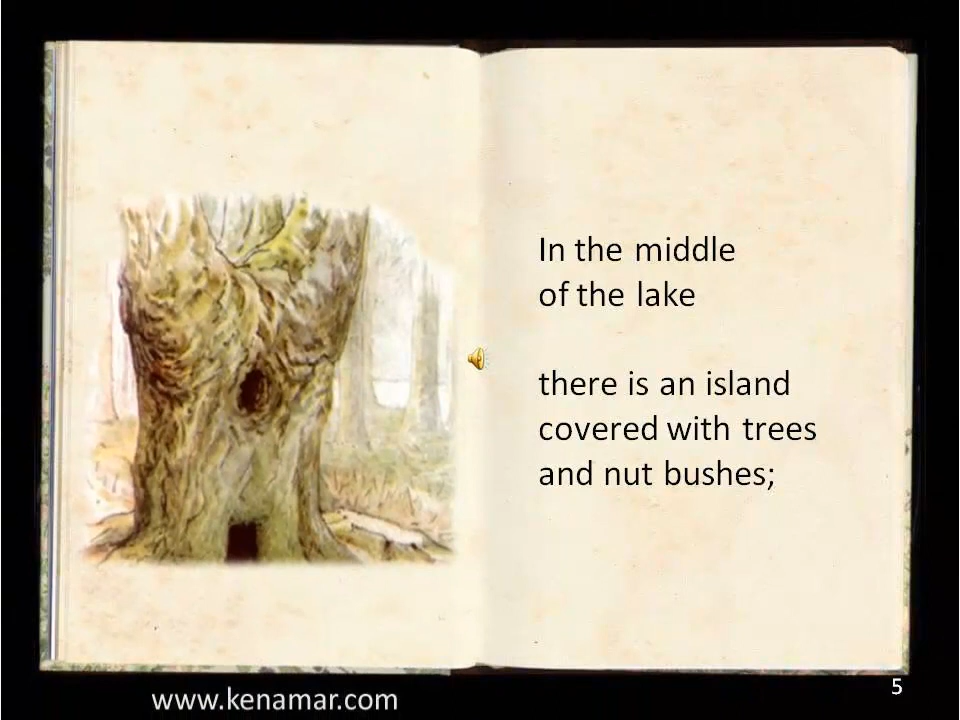 In the middle
of the lake
there is an island
covered with trees
and nut bushes;
5
www.kenamar.com